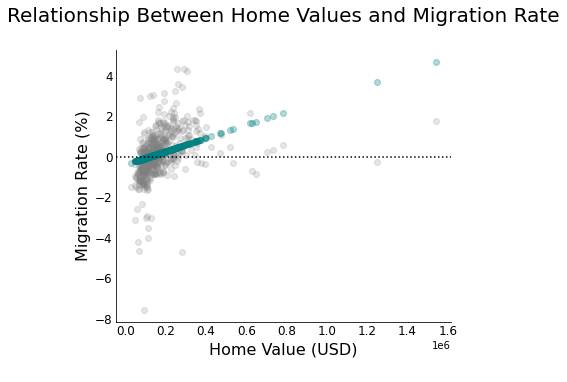 Relationship Between Home Values and Migration Rate
Migration Rate (%)
4
2
0
−2
−4
−6
−8
0.0 0.2 0.4 0.6 0.8 1.0 1.2 1.4 1.6
1e6
Home Value (USD)